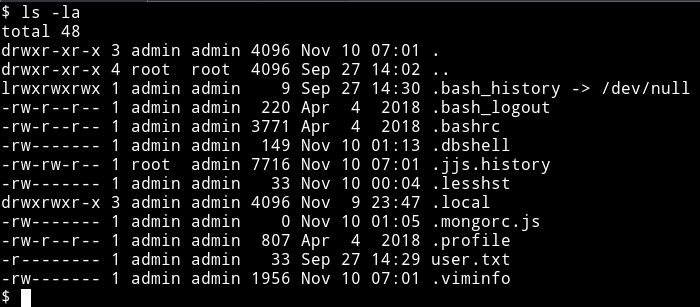 $ ls -la
total 48
drwxr-xr-x 3 admin admin 4096 Nov 10 07:01 .
drwxr-xr-x 4 root  root  4096 Sep 27 14:02 ..
lrwxrwxrwx 1 admin admin    9 Sep 27 14:30 .bash_history -> /dev/null
-rw-r--r-- 1 admin admin  220 Apr  4  2018 .bash_logout
-rw-r--r-- 1 admin admin 3771 Apr  4  2018 .bashrc
-rw------- 1 admin admin  149 Nov 10 01:13 .dbshell
-rw-rw-r-- 1 root  admin 7716 Nov 10 07:01 .jjs.history
-rw------- 1 admin admin   33 Nov 10 00:04 .lesshst
drwxrwxr-x 3 admin admin 4096 Nov  9 23:47 .local
-rw------- 1 admin admin    0 Nov 10 01:05 .mongorc.js
-rw-r--r-- 1 admin admin  807 Apr  4  2018 .profile
-r-------- 1 admin admin   33 Sep 27 14:29 user.txt
-rw------- 1 admin admin 1956 Nov 10 07:01 .viminfo
$